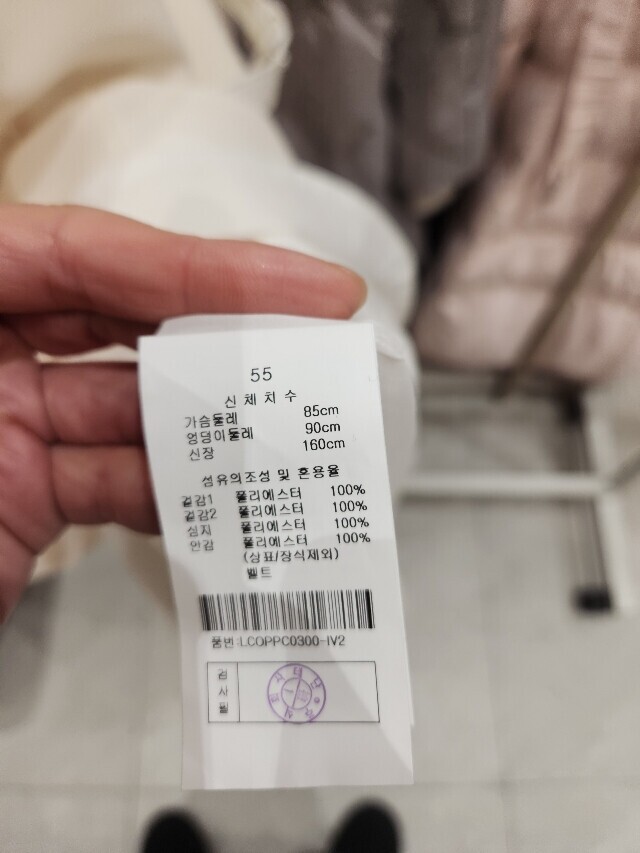 55
신체치수
가슴둘레 85cm
엉덩이둘레 90cm
신장 160cm
섬유의조성 및 혼용율
겉감1 폴리에스터 100%
겉감2 폴리에스터 100%
심지 폴리에스터 100%
안감 폴리에스터 100%
(상표/장식제외)
벨트
품번:LCOPPC0300-IV2
검사필